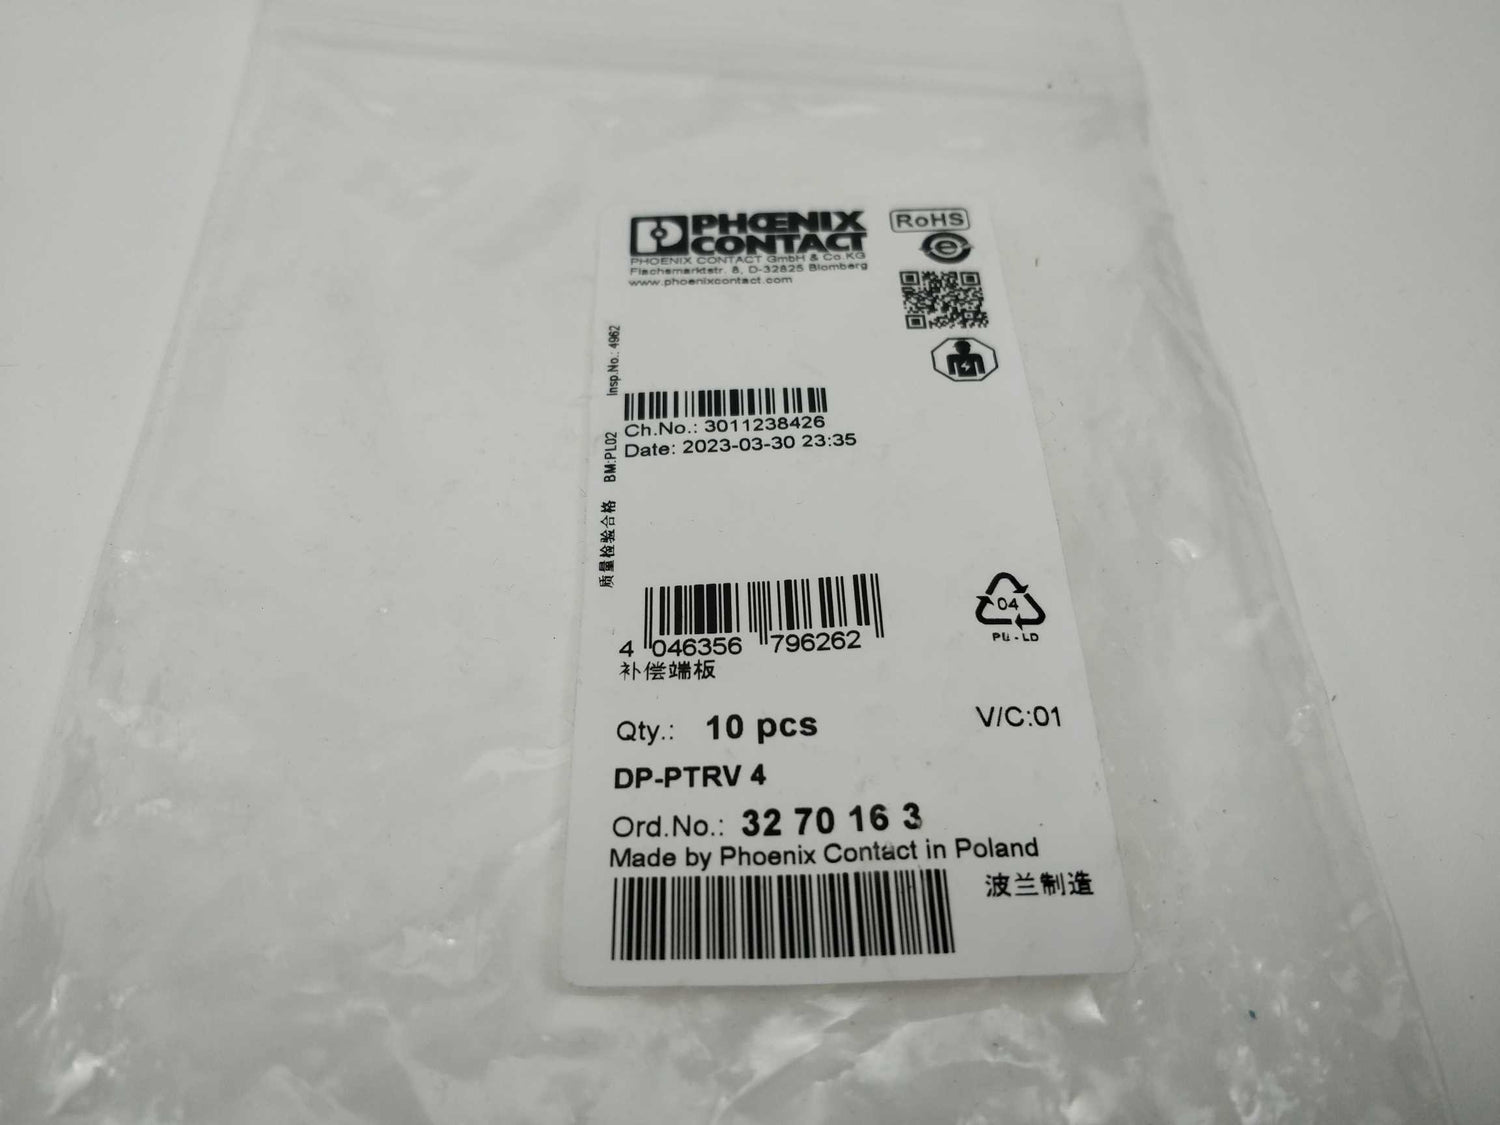 PHŒNIX
CONTACT
PHOENIX CONTACT GmbH & Co.KG
Flachsmarktstr. 8, D-32825 Blomberg
www.phoenixcontact.com
RoHS
e
Insp.No.: 4962
BM:PL02
质量检验合格
Ch.No.: 3011238426
Date: 2023-03-30 23:35
4 046356 796262
补偿端板
04
PE-LD
Qty.: 10 pcs
V/C:01
DP-PTRV 4
Ord.No.: 32 70 16 3
Made by Phoenix Contact in Poland
波兰制造